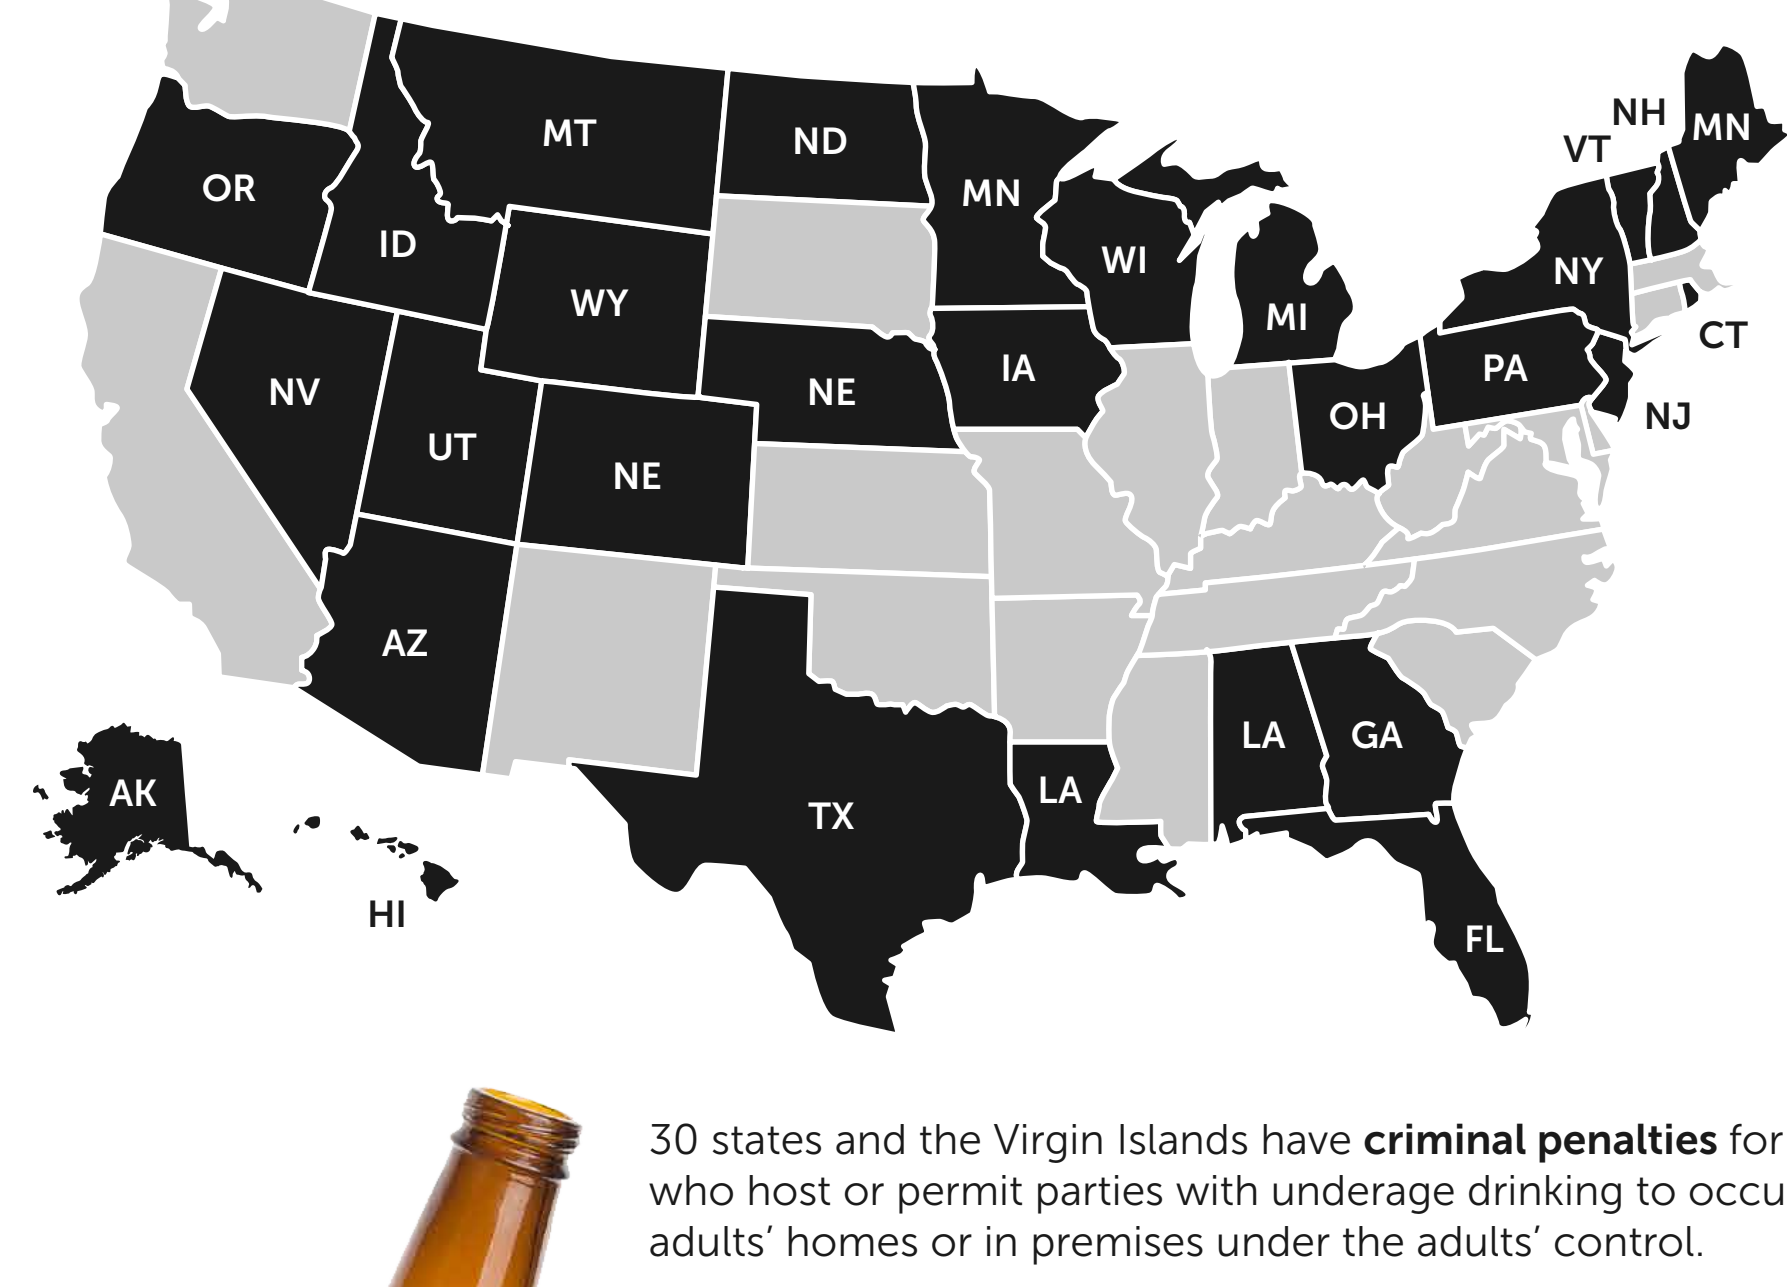 NH
MN
VT
MT
ND
OR
MN
ID
WI
NY
WY
MI
CT
IA
PA
NV
NE
OH
NJ
UT
NE
AZ
LA
GA
AK
LA
TX
HI
FL
30 states and the Virgin Islands have criminal penalties for
who host or permit parties with underage drinking to occu
adults’ homes or in premises under the adults’ control.